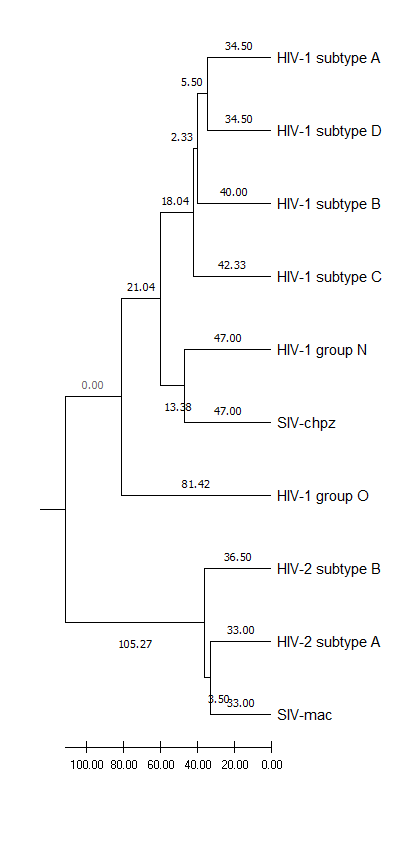 34.50
HIV-1 subtype A
5.50
34.50
HIV-1 subtype D
2.33
40.00
HIV-1 subtype B
18.04
42.33
HIV-1 subtype C
21.04
47.00
HIV-1 group N
0.00
13.38
47.00
SIV-chpz
81.42
HIV-1 group O
36.50
HIV-2 subtype B
33.00
HIV-2 subtype A
105.27
3.50
33.00
SIV-mac
100.00 80.00 60.00 40.00 20.00 0.00